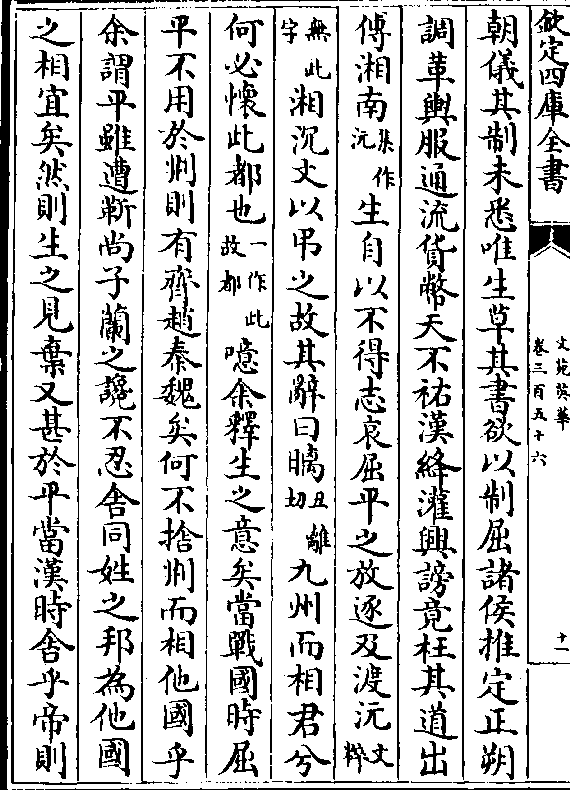 欽定四庫全書
文苑英華
卷三百五十六
十一
朝儀其制未悉唯生草其書欲以制屈諸侯推定正朔
調革輿服通流貨幣天不祐漢絳灌興謗竟枉其道出
傅湘南集作沅生自以不得志哀屈平之放逐及渡沅文粹
無此字湘沉文以弔之故其辭曰瞝丑離切九州而相君兮
何必懷此都也一作此故都噫余釋生之意矣當戰國時屈
平不用於荆則有齊趙秦魏矣何不捨荆而相他國乎
余謂平雖遭靳尚子蘭之讒不忍舍同姓之邦為他國
之相宜矣然則生之見棄又甚於平當漢時舍乎帝則